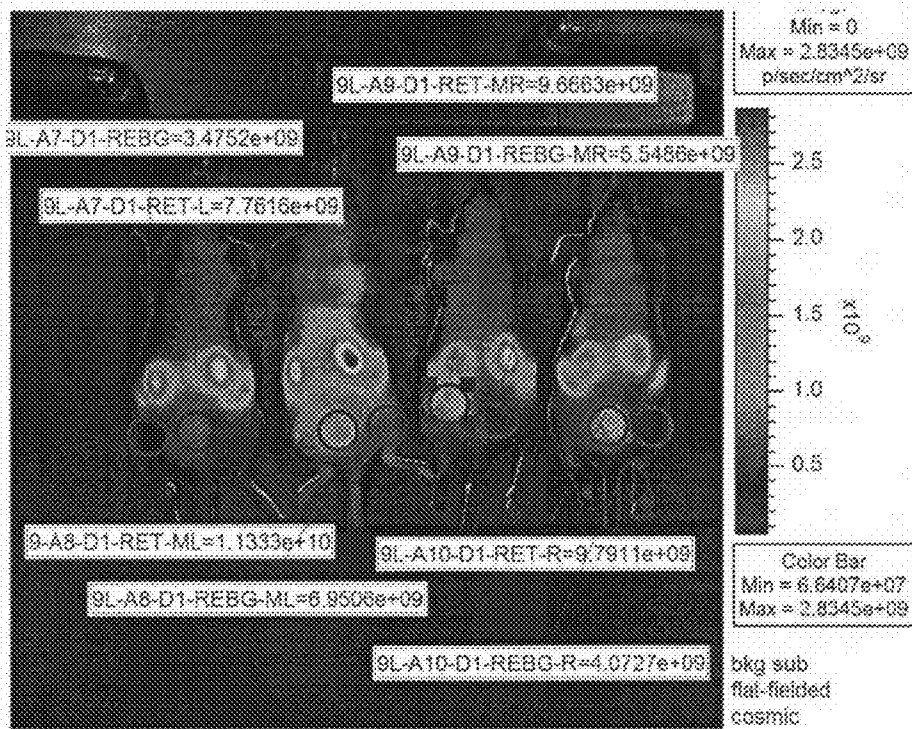 Min = 0
Max = 2.8345e+09
p/sec/cm^2/sr
9L-A9-D1-RET-MR=9.6663e+09
9L-A7-D1-REBG=3.4752e+09
9L-A9-D1-REBG-MR=5.5486e+09
9L-A7-D1-RET-L=7.7616e+09
2.5
2.0
1.5
x10⁹
1.0
0.5
9-A8-D1-RET-ML=1.1333e+10
9L-A10-D1-RET-R=9.7911e+09
9L-A8-D1-REBG-ML=6.9506e+09
9L-A10-D1-REBG-R=4.0727e+09
Color Bar
Min = 6.6407e+07
Max = 2.8345e+09
bkg sub
flat-fielded
cosmic